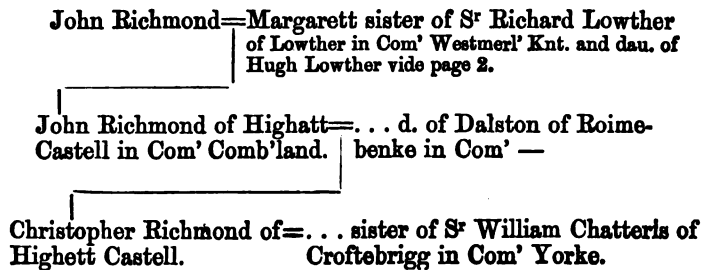 John Richmond=Margarett sister of Sʳ Richard Lowther
of Lowther in Com' Westmerl' Knt. and dau. of
Hugh Lowther vide page 2.
John Richmond of Highatt=... d. of Dalston of Roime-
Castell in Com' Comb'land. benke in Com' —
Christopher Richmond of=... sister of Sʳ William Chatteris of
Highett Castell. Croftebrigg in Com' Yorke.